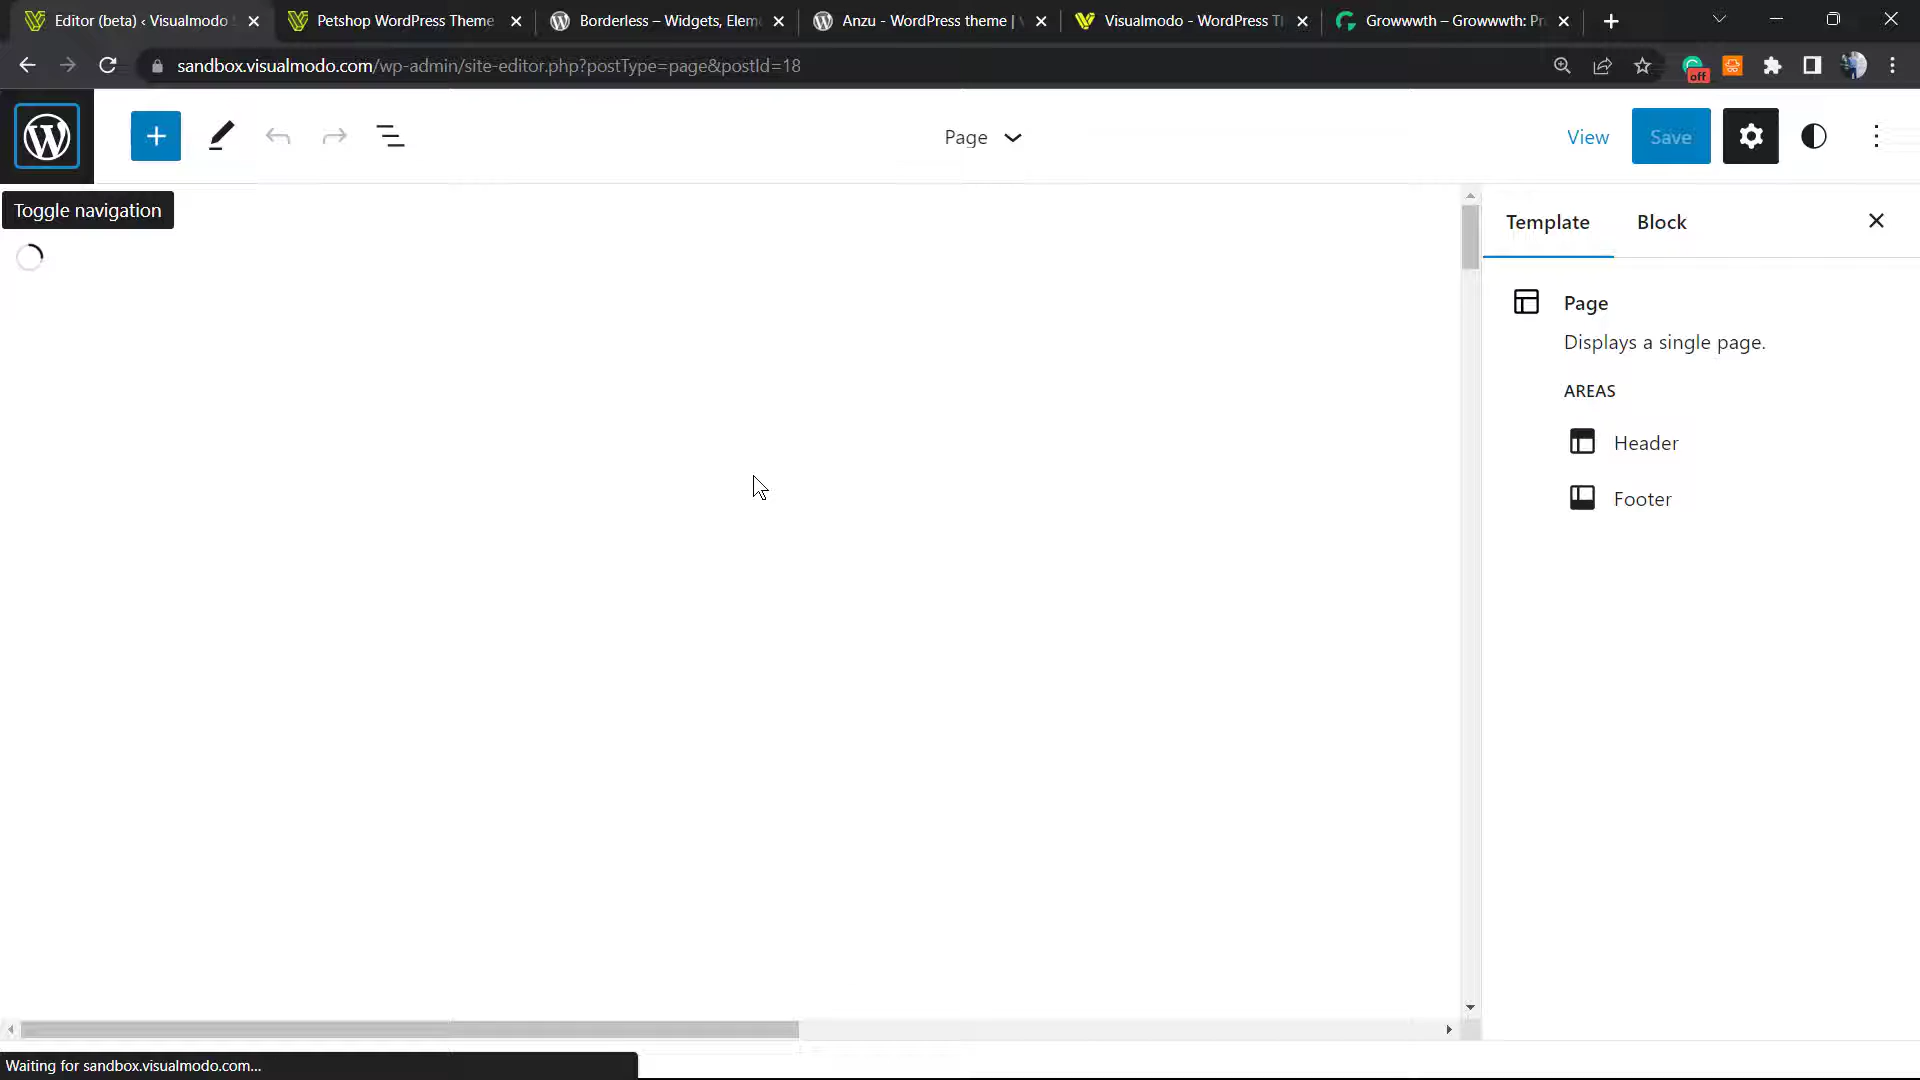 Editor (beta) ‹ Visualmodo
Petshop WordPress Theme
Borderless – Widgets, Elem
Anzu - WordPress theme |
Visualmodo - WordPress Th
Growwwth – Growwwth: Pr
sandbox.visualmodo.com/wp-admin/site-editor.php?postType=page&postId=18
off
Page
View
Save
Toggle navigation
Template
Block
Page
Displays a single page.
AREAS
Header
Footer
Waiting for sandbox.visualmodo.com...